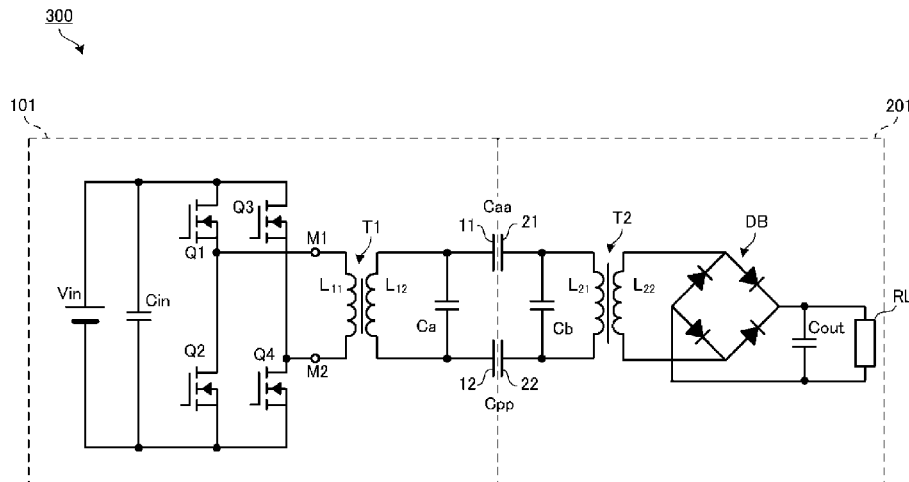 300
101
201
Q3
Caa
T1
11
21
T2
DB
M1
Q1
L11
L12
L21
L22
RL
Vin
Cin
Ca
Cb
Cout
Q2
Q4
M2
12
22
Cpp